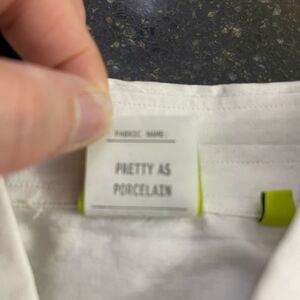 FABRIC NAME:
PRETTY AS
PORCELAIN